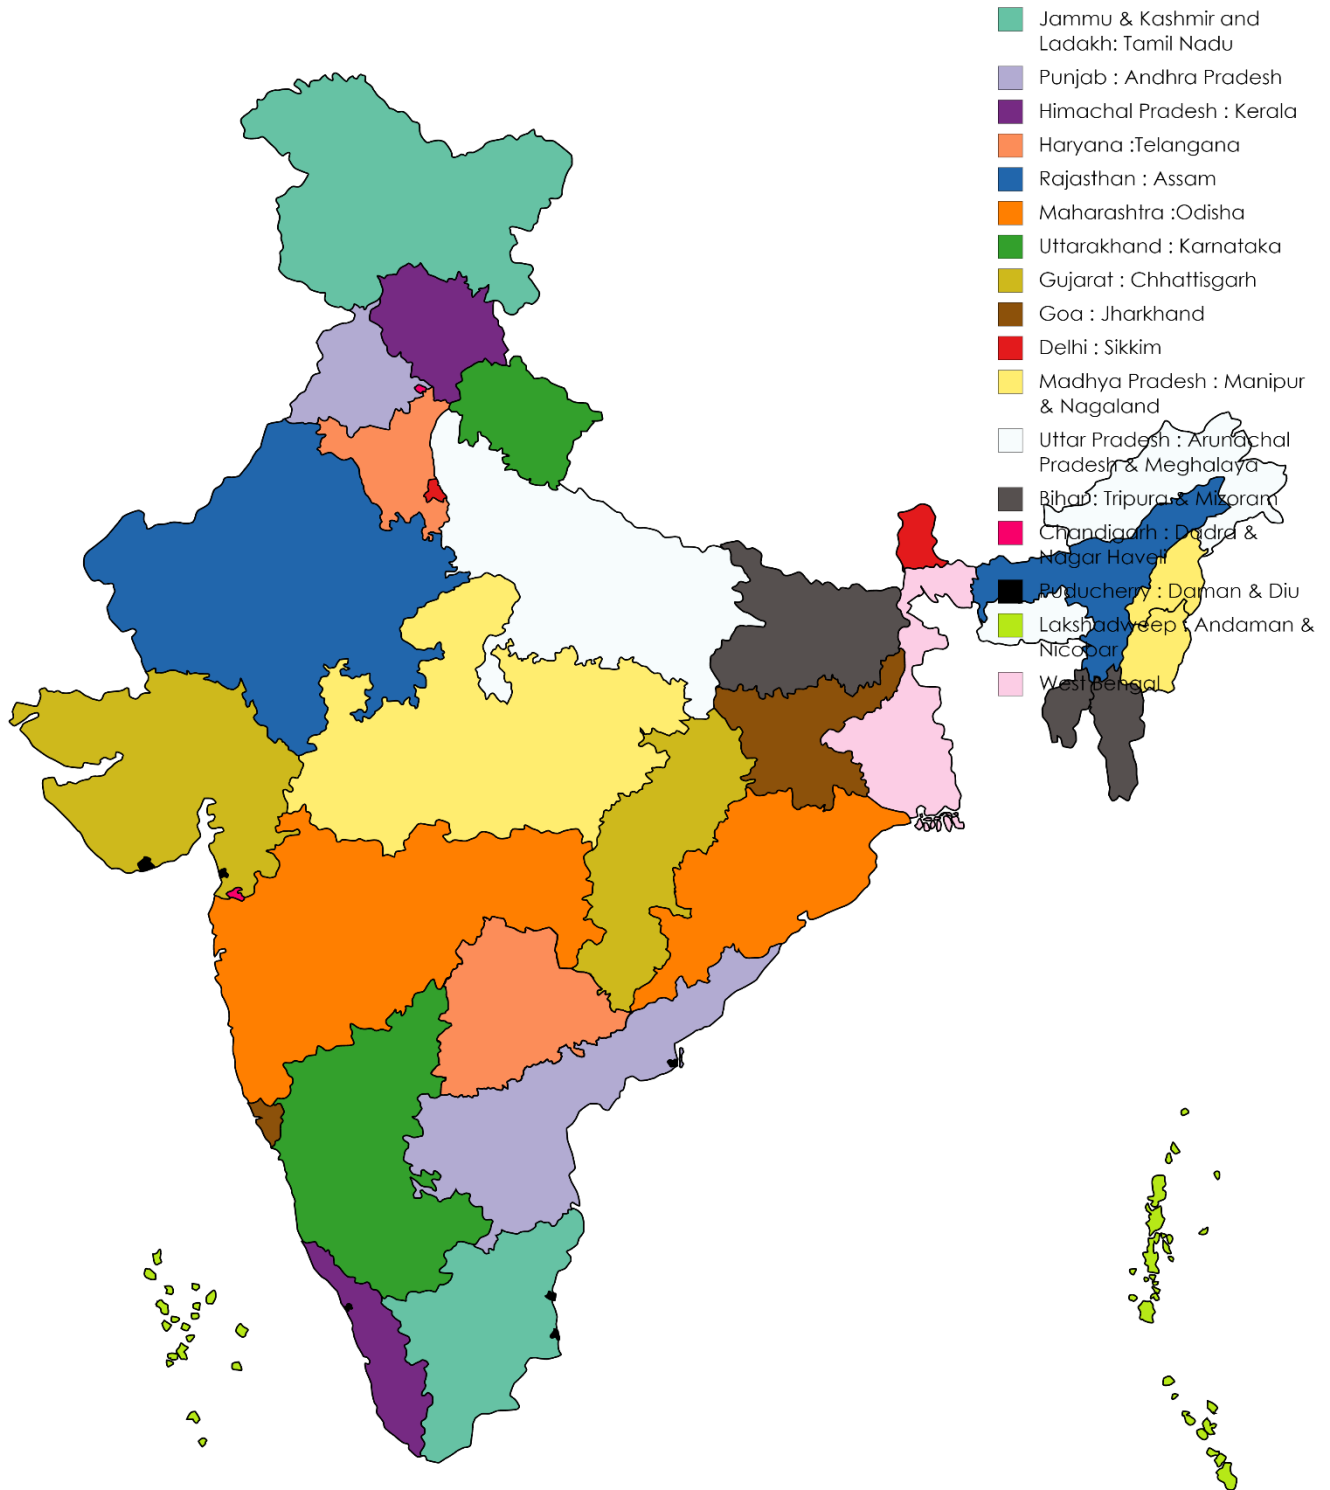 Jammu & Kashmir and
Ladakh: Tamil Nadu
Punjab : Andhra Pradesh
Himachal Pradesh : Kerala
Haryana :Telangana
Rajasthan : Assam
Maharashtra :Odisha
Uttarakhand : Karnataka
Gujarat : Chhattisgarh
Goa : Jharkhand
Delhi : Sikkim
Madhya Pradesh : Manipur
& Nagaland
Uttar Pradesh : Arunachal
Pradesh & Meghalaya
Bihar: Tripura & Mizoram
Chandigarh : Dadra &
Nagar Haveli
Puducherry : Daman & Diu
Lakshadweep : Andaman &
Nicobar
West Bengal